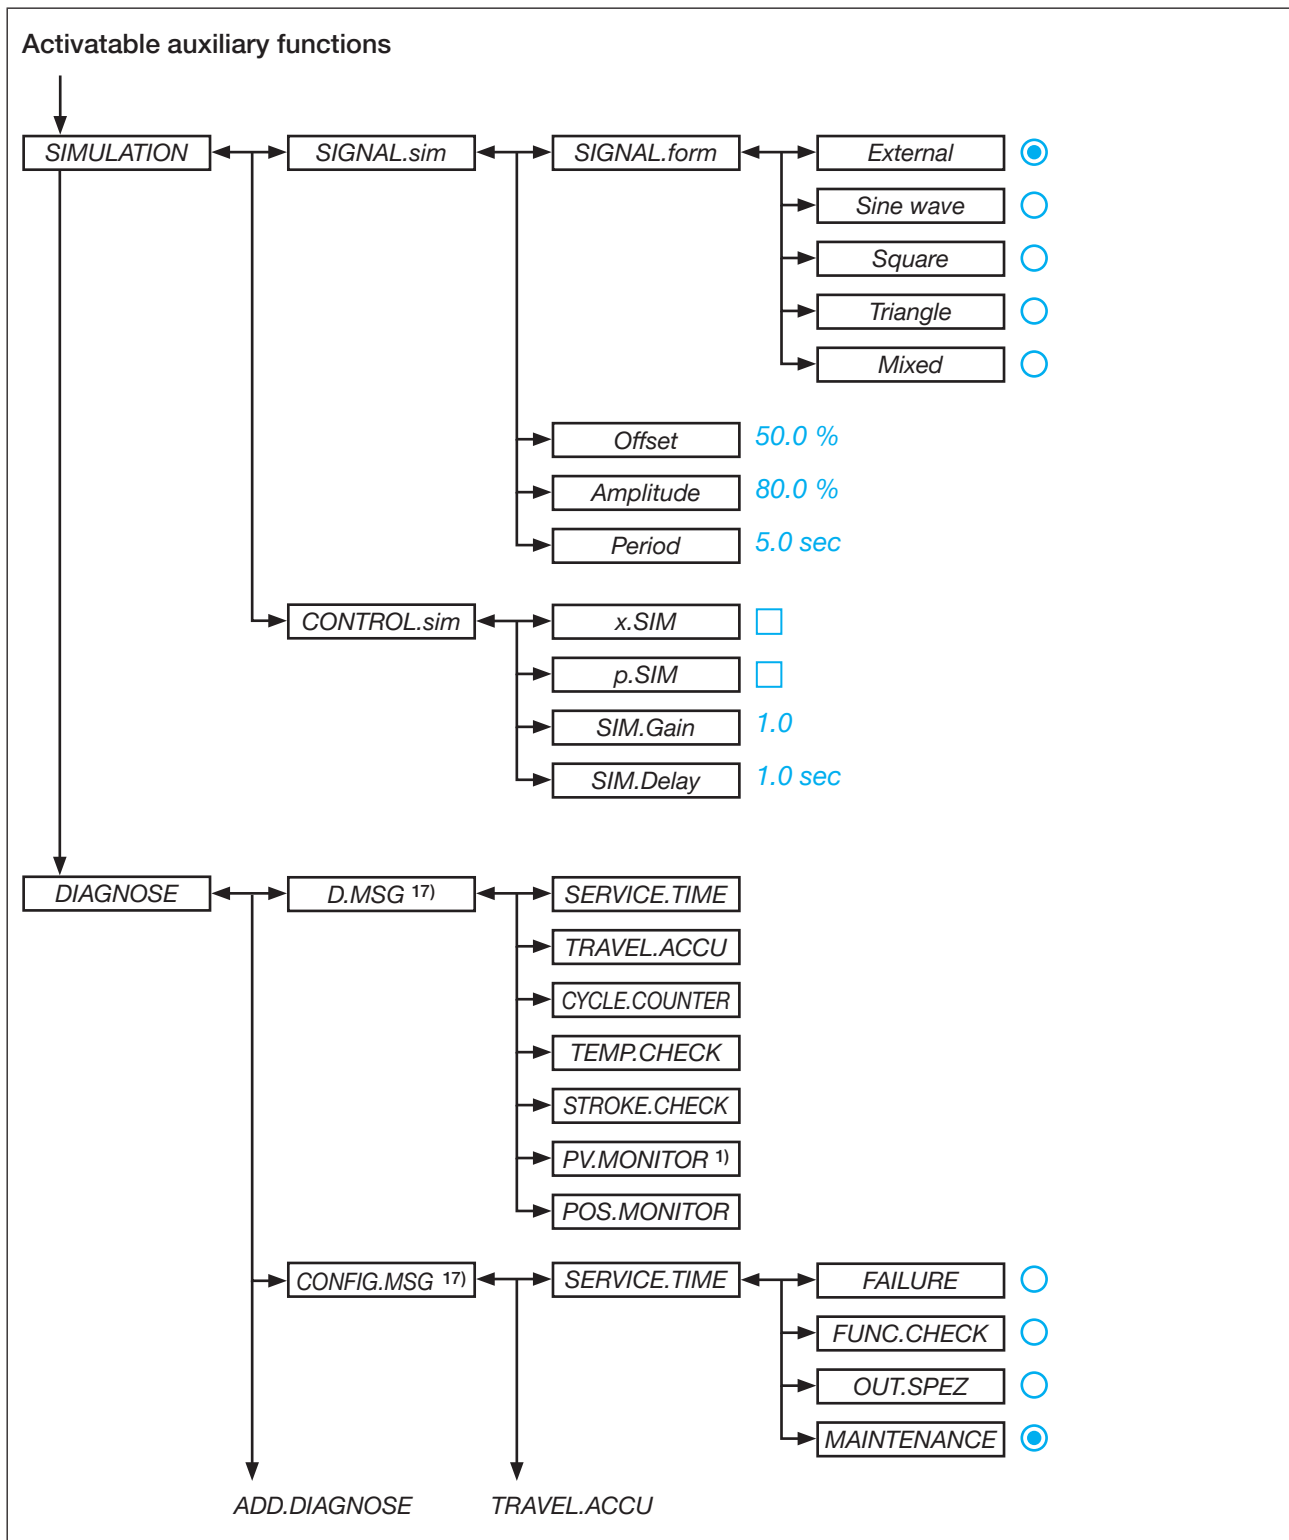 Activatable auxiliary functions
SIMULATION SIGNAL.sim SIGNAL.form External
Sine wave
Square
Triangle
Mixed
Offset 50.0 %
Amplitude 80.0 %
Period 5.0 sec
CONTROL.sim x.SIM
p.SIM
SIM.Gain 1.0
SIM.Delay 1.0 sec
DIAGNOSE D.MSG 17) SERVICE.TIME
TRAVEL.ACCU
CYCLE.COUNTER
TEMP.CHECK
STROKE.CHECK
PV.MONITOR 1)
POS.MONITOR
CONFIG.MSG 17) SERVICE.TIME FAILURE
FUNC.CHECK
OUT.SPEZ
MAINTENANCE
ADD.DIAGNOSE TRAVEL.ACCU